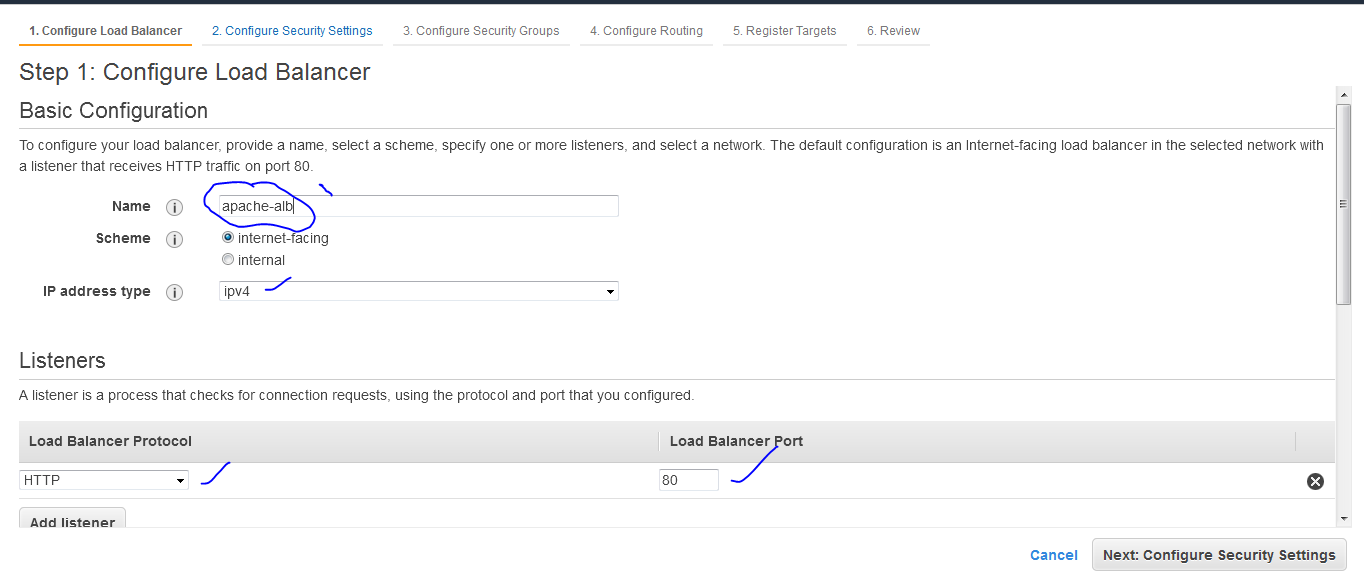 1. Configure Load Balancer 2. Configure Security Settings 3. Configure Security Groups 4. Configure Routing 5. Register Targets 6. Review
Step 1: Configure Load Balancer
Basic Configuration
To configure your load balancer, provide a name, select a scheme, specify one or more listeners, and select a network. The default configuration is an Internet-facing load balancer in the selected network with
a listener that receives HTTP traffic on port 80.
Name i apache-alb
Scheme i internet-facing
internal
IP address type i ipv4
Listeners
A listener is a process that checks for connection requests, using the protocol and port that you configured.
Load Balancer Protocol Load Balancer Port
HTTP 80
Add listener
Cancel Next: Configure Security Settings